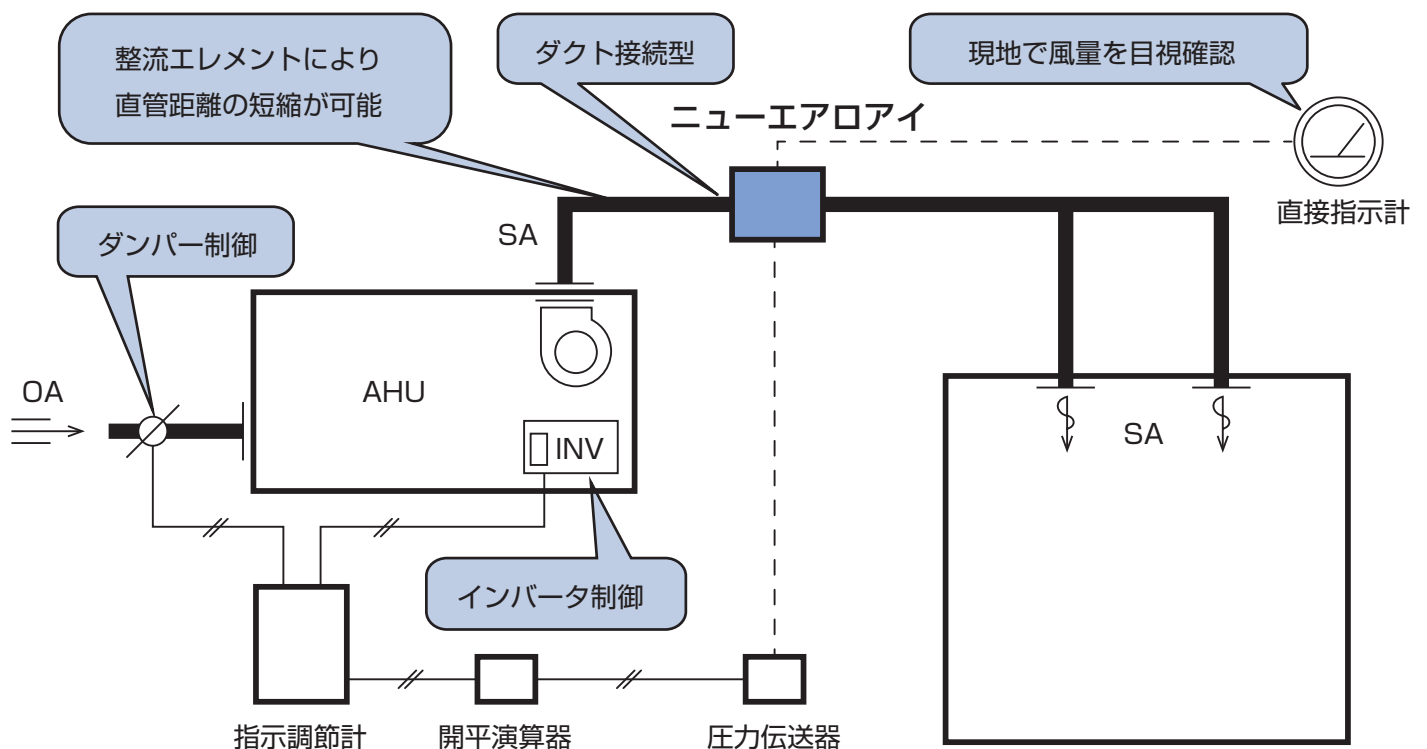 整流エレメントにより
直管距離の短縮が可能
ダクト接続型
現地で風量を目視確認
ニューエアロアイ
直接指示計
ダンパー制御
SA
OA
AHU
INV
SA
インバータ制御
指示調節計
開平演算器
圧力伝送器